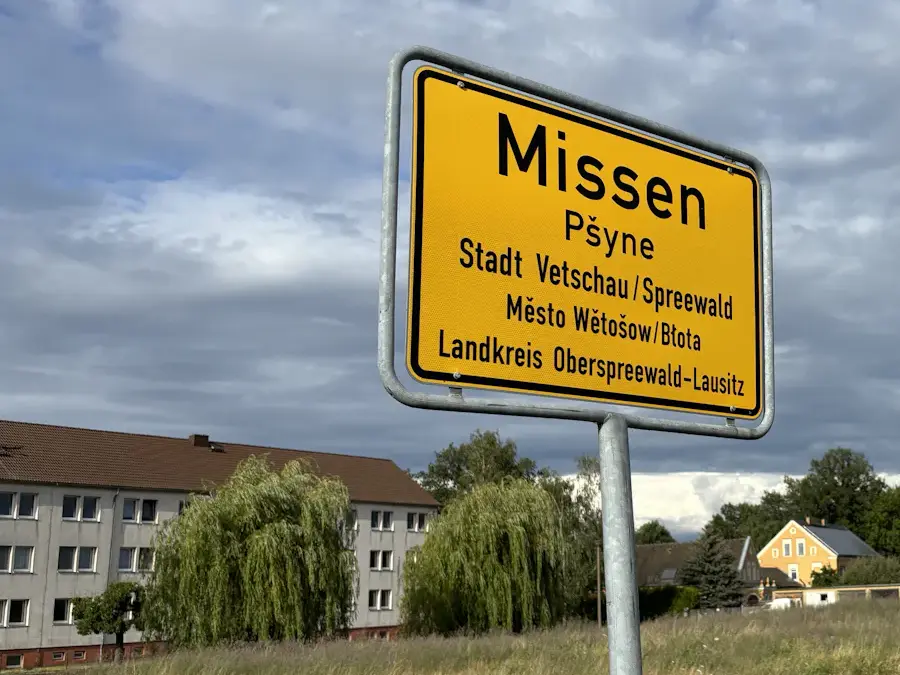 Missen
Pšyne
Stadt Vetschau/Spreewald
Město Wětošow/Błota
Landkreis Oberspreewald-Lausitz